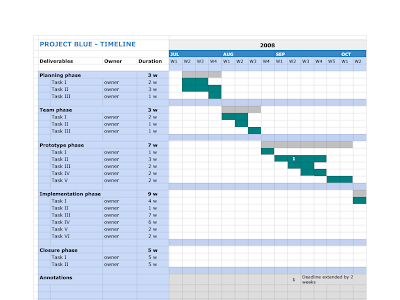 PROJECT BLUE - TIMELINE 2008
JUL AUG SEP OCT
Deliverables Owner Duration W1 W2 W3 W4 W1 W2 W3 W4 W1 W2 W3 W4 W5 W1 W2
Planning phase 3 w
Task I owner 2 w
Task II owner 3 w
Task III owner 1 w
Team phase 3 w
Task I owner 2 w
Task II owner 1 w
Task III owner 1 w
Prototype phase 7 w
Task I owner 1 w
Task II owner 3 w 1
Task III owner 2 w
Task IV owner 2 w
Task V owner 2 w
Implementation phase 9 w
Task I owner 4 w
Task II owner 1 w
Task III owner 7 w
Task IV owner 6 w
Task V owner 2 w
Task VI owner 2 w
Closure phase 5 w
Task I owner 2 w
Task II owner 5 w
Annotations 1 Deadline extended by 2
weeks